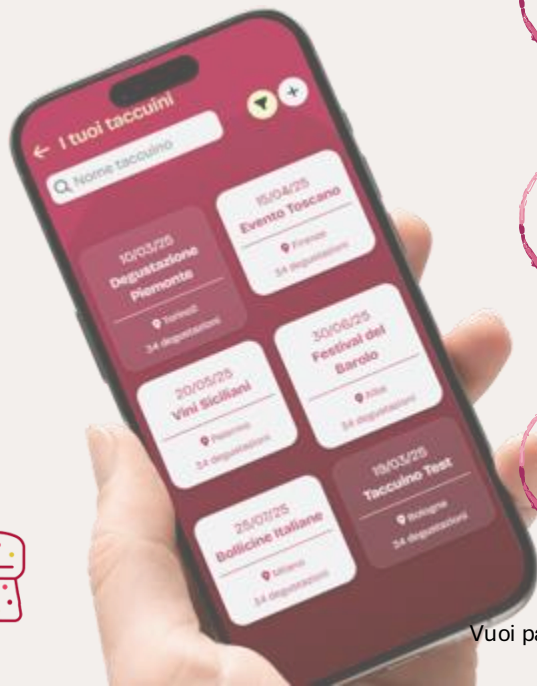 ← I tuoi taccuini
Nome taccuino
+
10/03/25
Degustazione
Piemonte
Torino
34 degustazioni
15/04/25
Evento Toscano
Firenze
34 degustazioni
20/05/25
Vini Siciliani
Palermo
34 degustazioni
30/06/25
Festival del
Barolo
Alba
34 degustazioni
25/07/25
Bollicine Italiane
Milano
34 degustazioni
19/03/25
Taccuino Test
Bologna
34 degustazioni
Vuoi pa